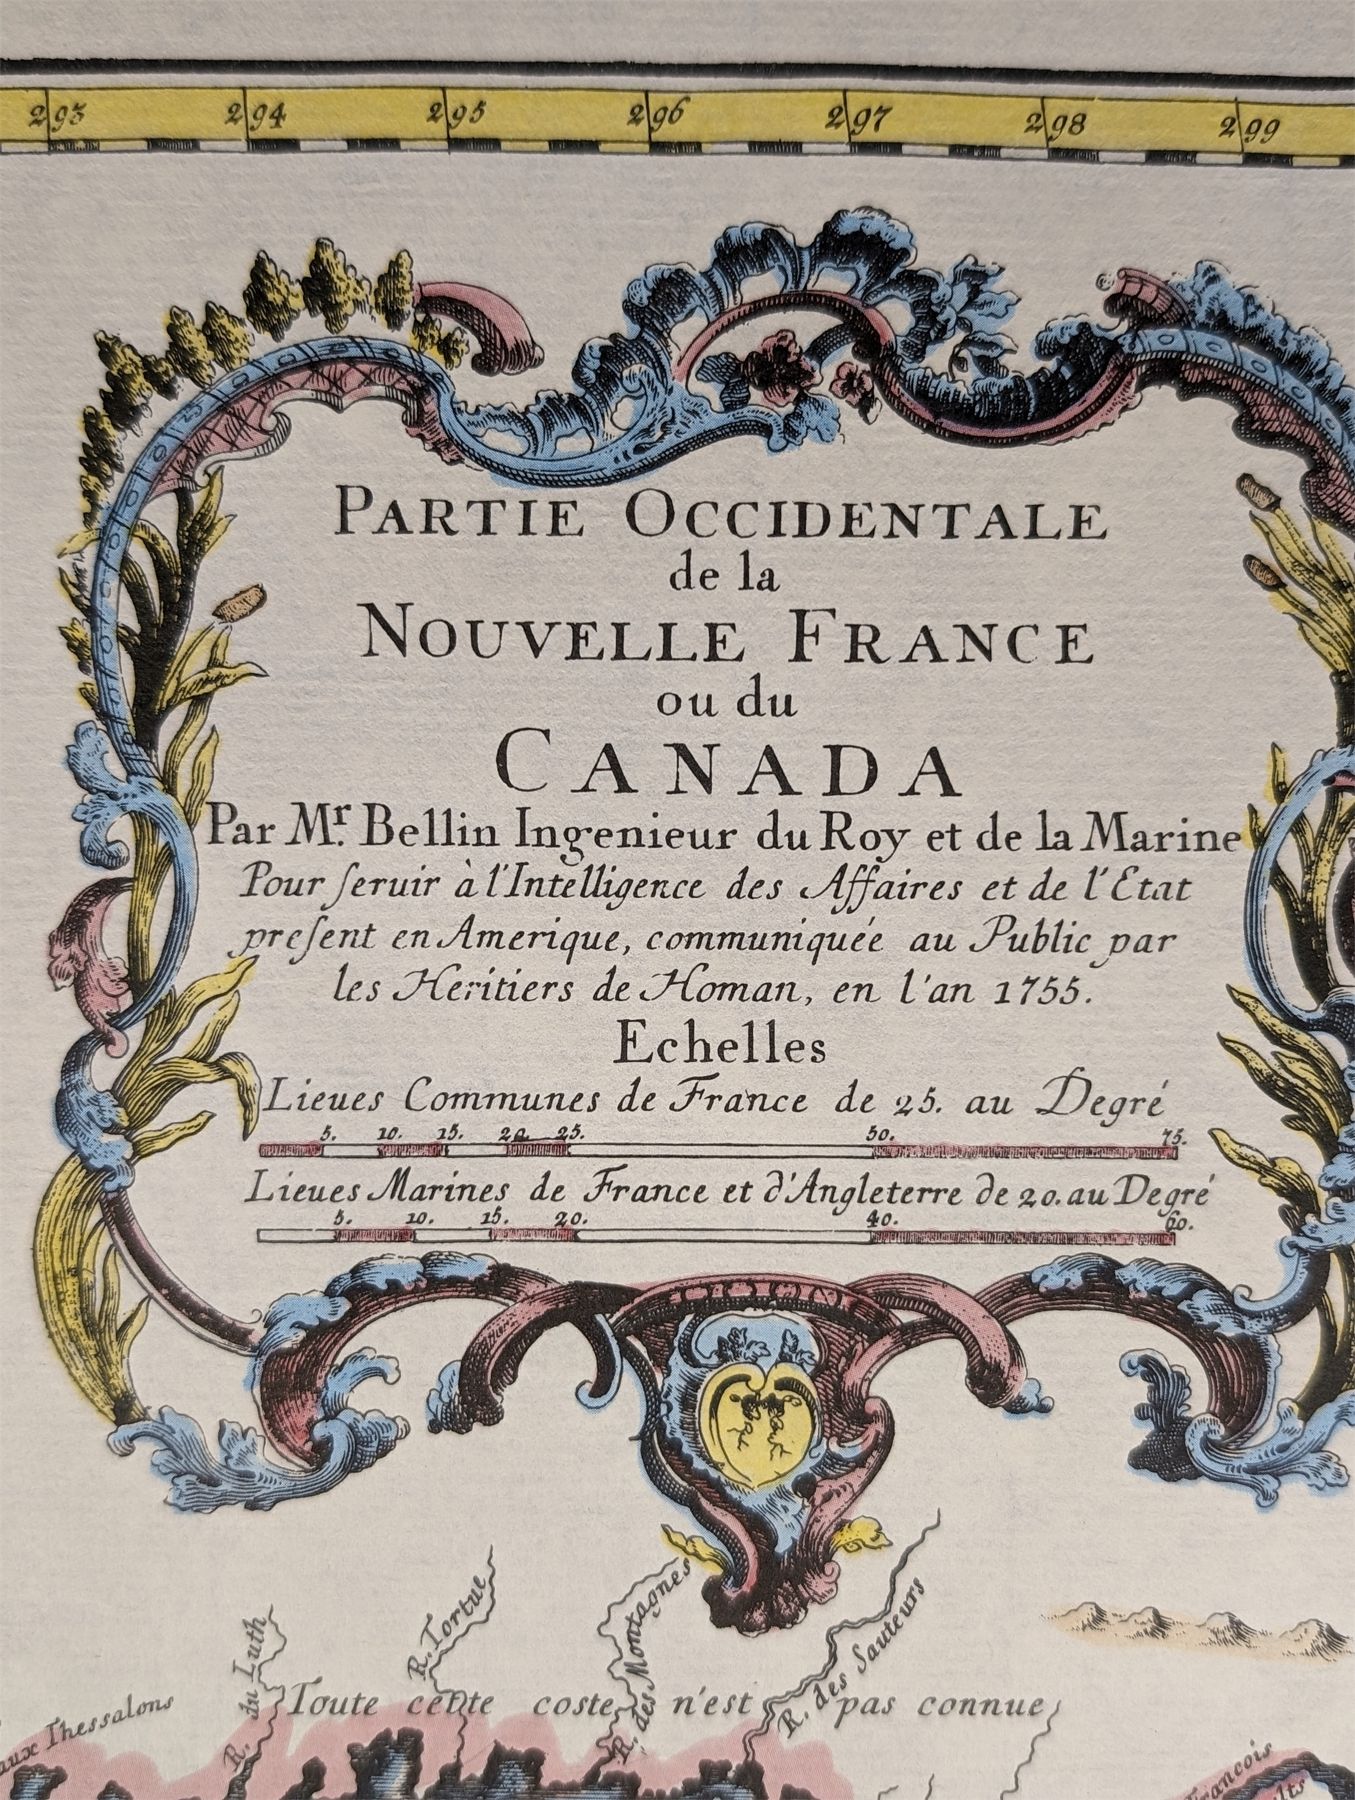 293 294 295 296 297 298 299
PARTIE OCCIDENTALE
de la
NOUVELLE FRANCE
ou du
CANADA
Par Mr. Bellin Ingenieur du Roy et de la Marine
Pour ſeruir à l'Intelligence des Affaires et de l'Etat
preſent en Amerique, communiquée au Public par
les Heritiers de Homan, en l'an 1755.
Echelles
Lieues Communes de France de 25. au Degré
5. 10. 15. 20. 25. 50. 75.
Lieues Marines de France et d'Angleterre de 20. au Degré
5. 10. 15. 20. 40. 60.
R. du Luth
R. Tortue
R. des Montagnes
R. des Sauteurs
Toute cette coste n'est pas connue
aux Thessalons
Francois